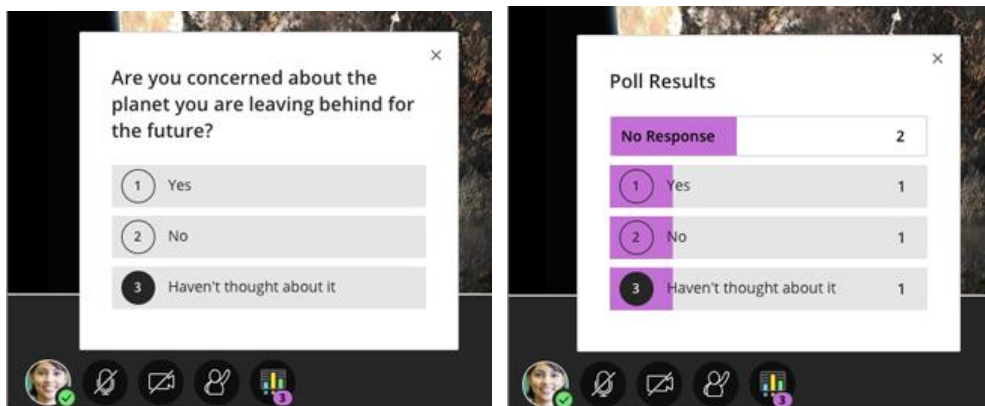 ×
Are you concerned about the
planet you are leaving behind for
the future?
1 Yes
2 No
3 Haven't thought about it
3
×
Poll Results
No Response 2
1 Yes 1
2 No 1
3 Haven't thought about it 1
3